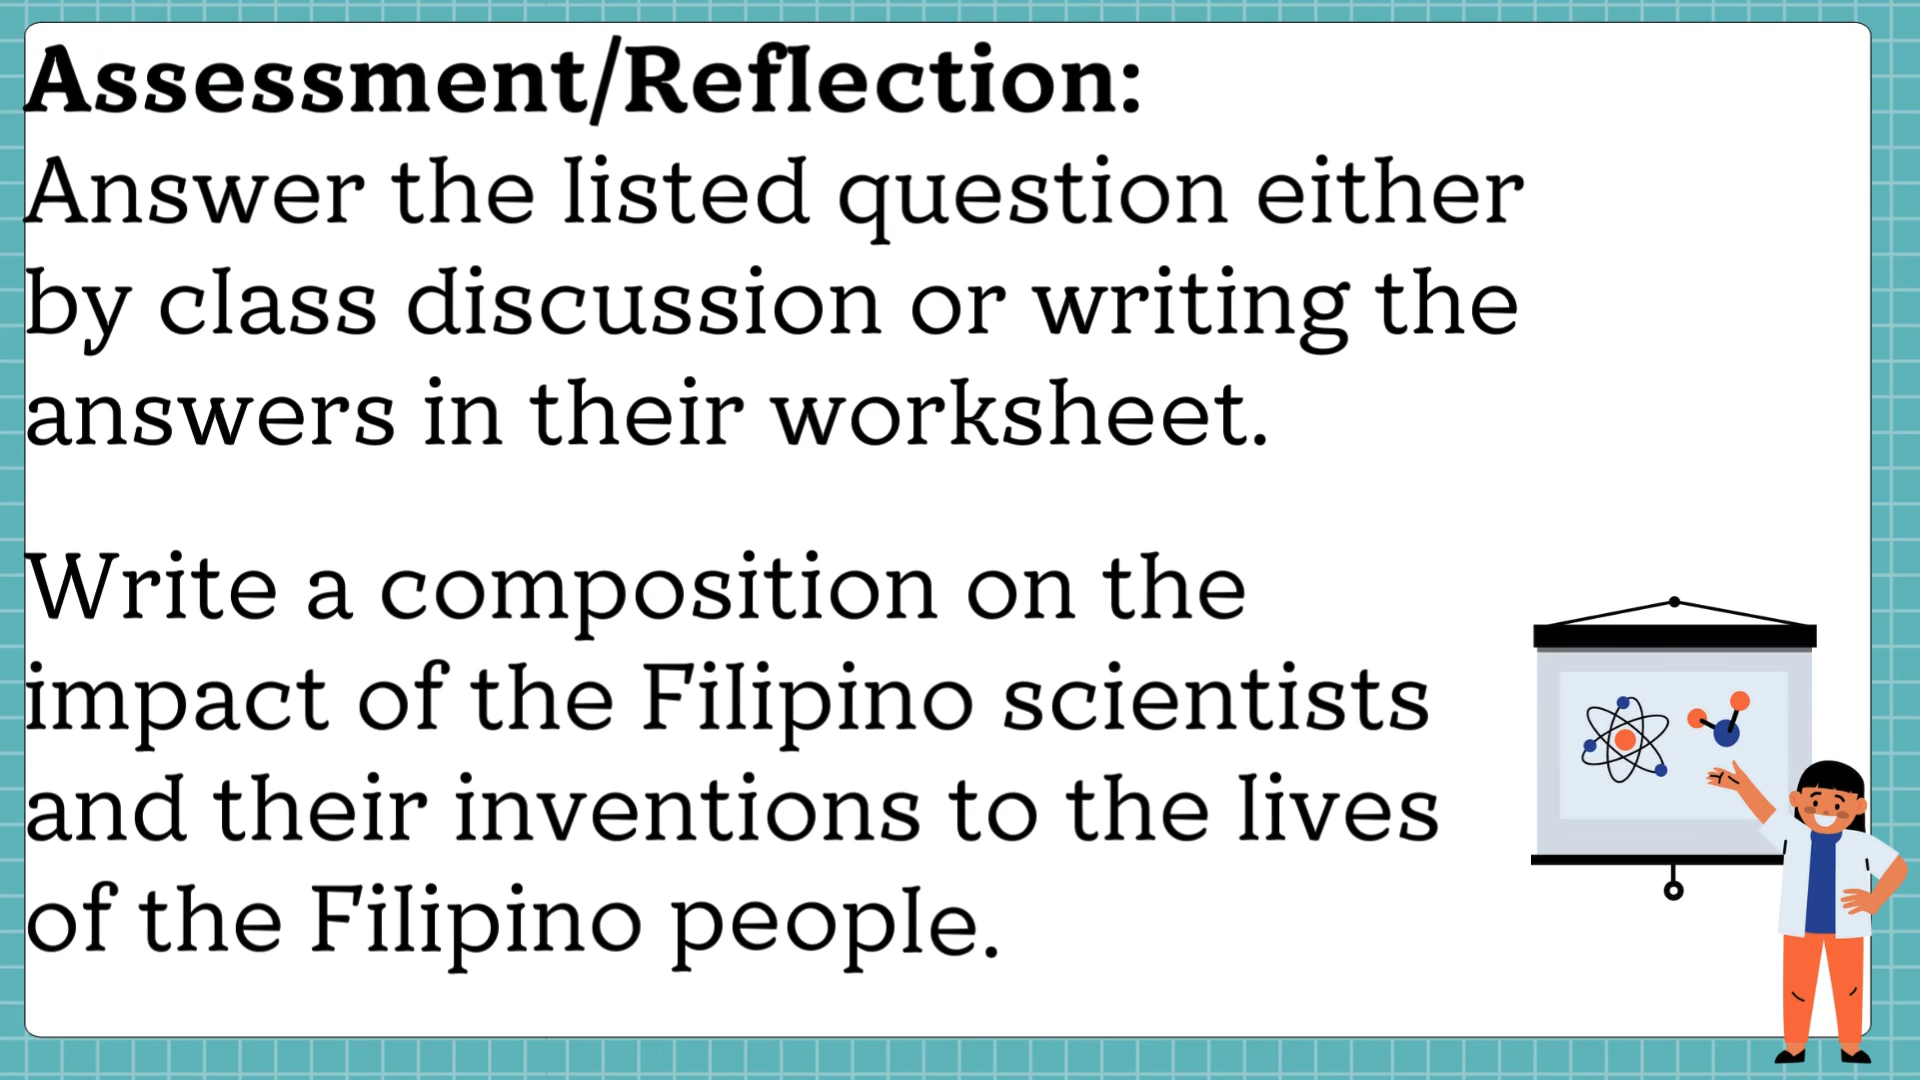 Assessment/Reflection:
Answer the listed question either
by class discussion or writing the
answers in their worksheet.
Write a composition on the
impact of the Filipino scientists
and their inventions to the lives
of the Filipino people.